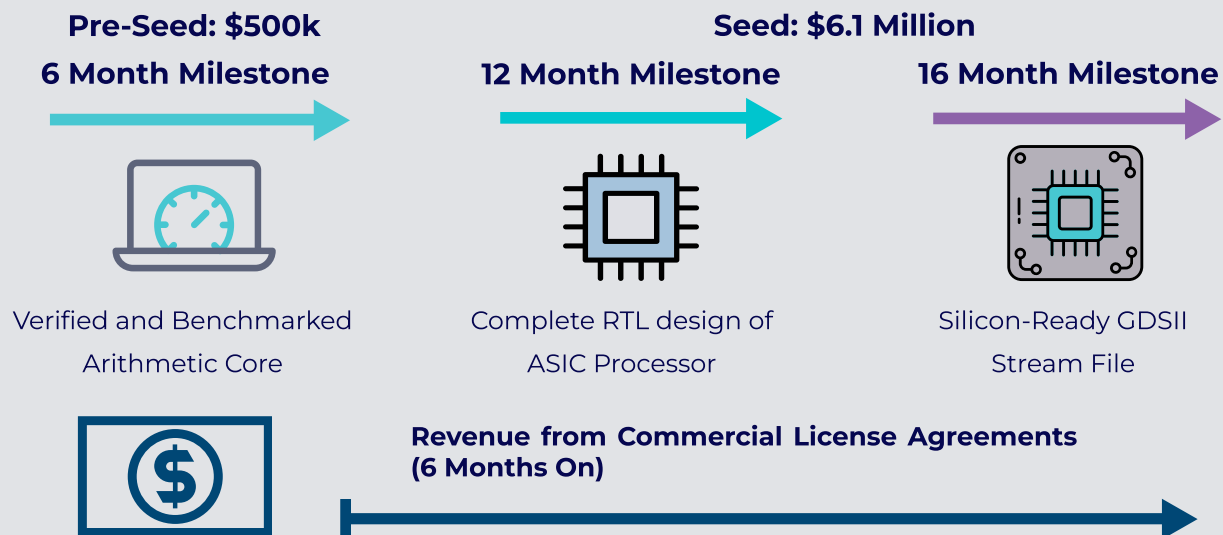 Pre-Seed: $500k
Seed: $6.1 Million
6 Month Milestone
12 Month Milestone
16 Month Milestone
Verified and Benchmarked
Arithmetic Core
Complete RTL design of
ASIC Processor
Silicon-Ready GDSII
Stream File
$
Revenue from Commercial License Agreements
(6 Months On)